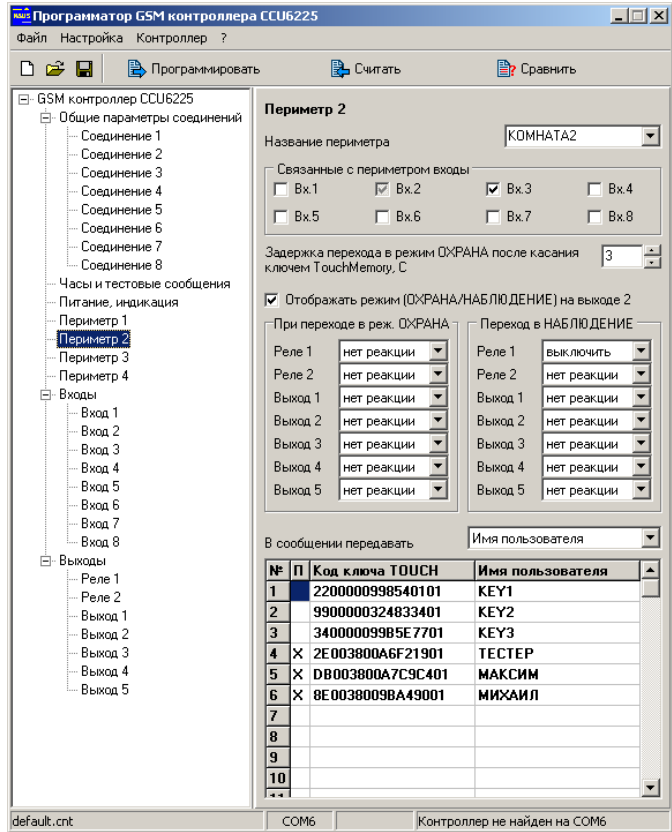 Программатор GSM контроллера CCU6225
Файл Настройка Контроллер ?
Программировать Считать Сравнить
GSM контроллер CCU6225
Общие параметры соединений
Соединение 1
Соединение 2
Соединение 3
Соединение 4
Соединение 5
Соединение 6
Соединение 7
Соединение 8
Часы и тестовые сообщения
Питание, индикация
Периметр 1
Периметр 2
Периметр 3
Периметр 4
Входы
Вход 1
Вход 2
Вход 3
Вход 4
Вход 5
Вход 6
Вход 7
Вход 8
Выходы
Реле 1
Реле 2
Выход 1
Выход 2
Выход 3
Выход 4
Выход 5
Периметр 2
Название периметра КОМНАТА2
Связанные с периметром входы
Вх.1 Вх.2 Вх.3 Вх.4
Вх.5 Вх.6 Вх.7 Вх.8
Задержка перехода в режим ОХРАНА после касания 3
ключем TouchMemory, С
Отображать режим (ОХРАНА/НАБЛЮДЕНИЕ) на выходе 2
При переходе в реж. ОХРАНА
Реле 1 нет реакции
Реле 2 нет реакции
Выход 1 нет реакции
Выход 2 нет реакции
Выход 3 нет реакции
Выход 4 нет реакции
Выход 5 нет реакции
Переход в НАБЛЮДЕНИЕ
Реле 1 выключить
Реле 2 нет реакции
Выход 1 нет реакции
Выход 2 нет реакции
Выход 3 нет реакции
Выход 4 нет реакции
Выход 5 нет реакции
В сообщении передавать Имя пользователя
№ П Код ключа TOUCH Имя пользователя
1 2200000998540101 KEY1
2 9900000324833401 KEY2
3 340000099B5E7701 KEY3
4 X 2E003800A6F21901 ТЕСТЕР
5 X DB003800A7C9C401 МАКСИМ
6 X 8E0038009BA49001 МИХАИЛ
7
8
9
10
11
default.cnt COM6 Контроллер не найден на COM6